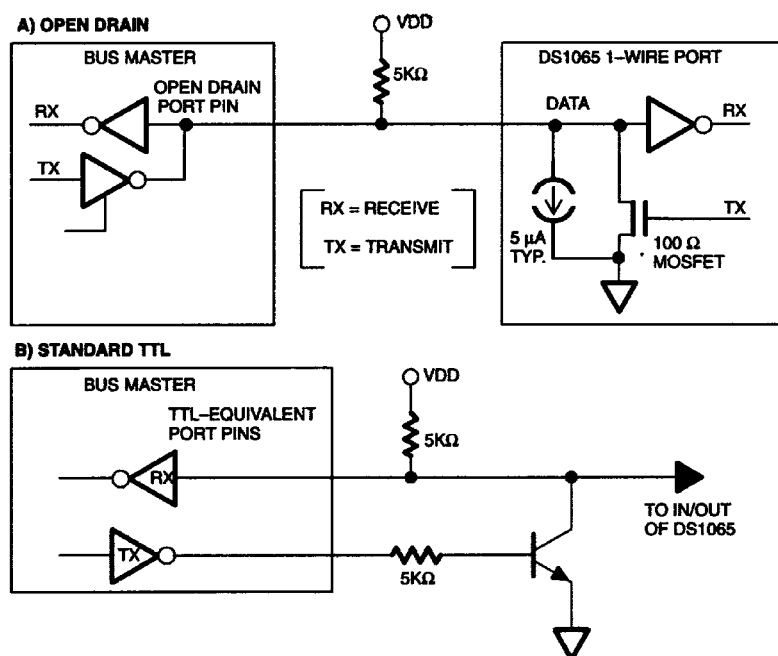 A) OPEN DRAIN
BUS MASTER
RX
OPEN DRAIN
PORT PIN
TX
VDD
5KΩ
RX = RECEIVE
TX = TRANSMIT
DS1065 1–WIRE PORT
DATA
RX
TX
5 µA
TYP.
100 Ω
MOSFET
B) STANDARD TTL
BUS MASTER
TTL–EQUIVALENT
PORT PINS
RX
TX
VDD
5KΩ
5KΩ
TO IN/OUT
OF DS1065